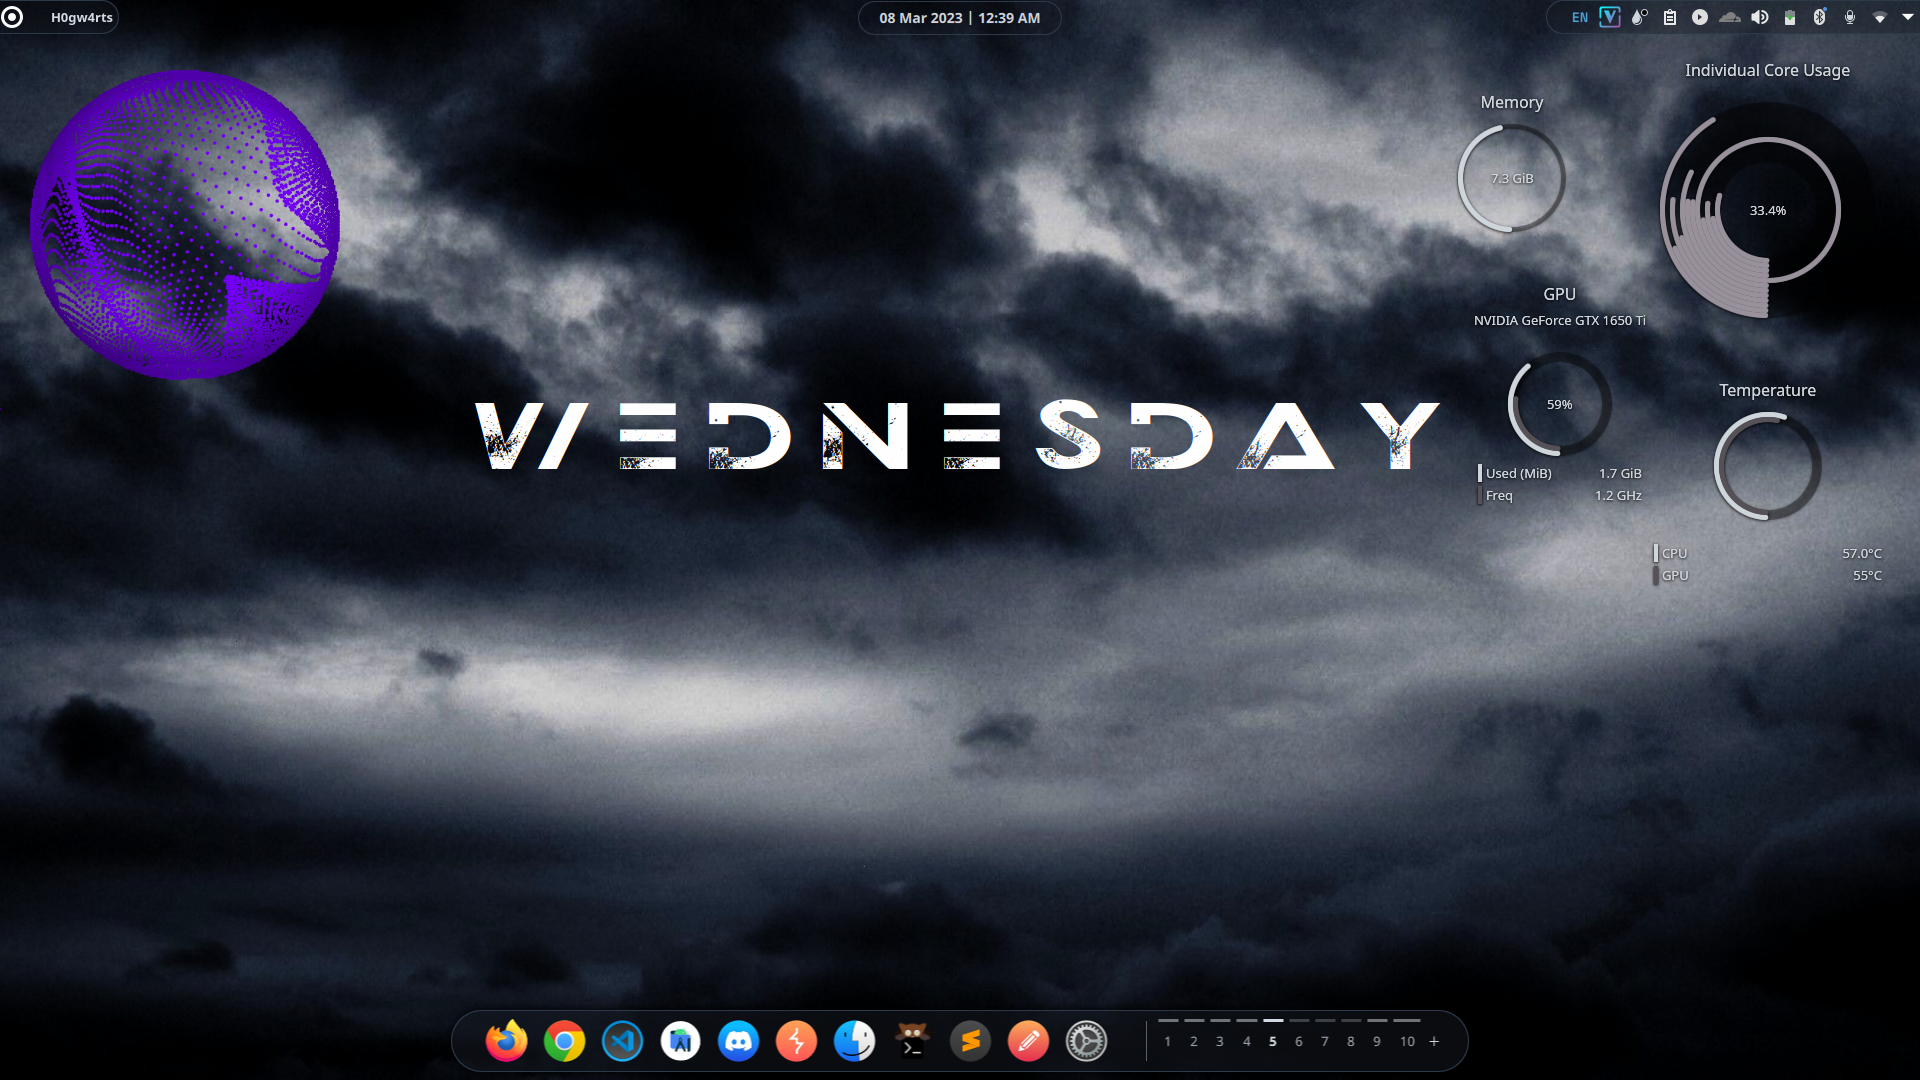 H0gw4rts
08 Mar 2023 | 12:39 AM
EN
V
Individual Core Usage
Memory
7.3 GiB
33.4%
GPU
NVIDIA GeForce GTX 1650 Ti
59%
Used (MiB) 1.7 GiB
Freq 1.2 GHz
Temperature
CPU 57.0°C
GPU 55°C
WEDNESDAY
AI
1 2 3 4 5 6 7 8 9 10 +